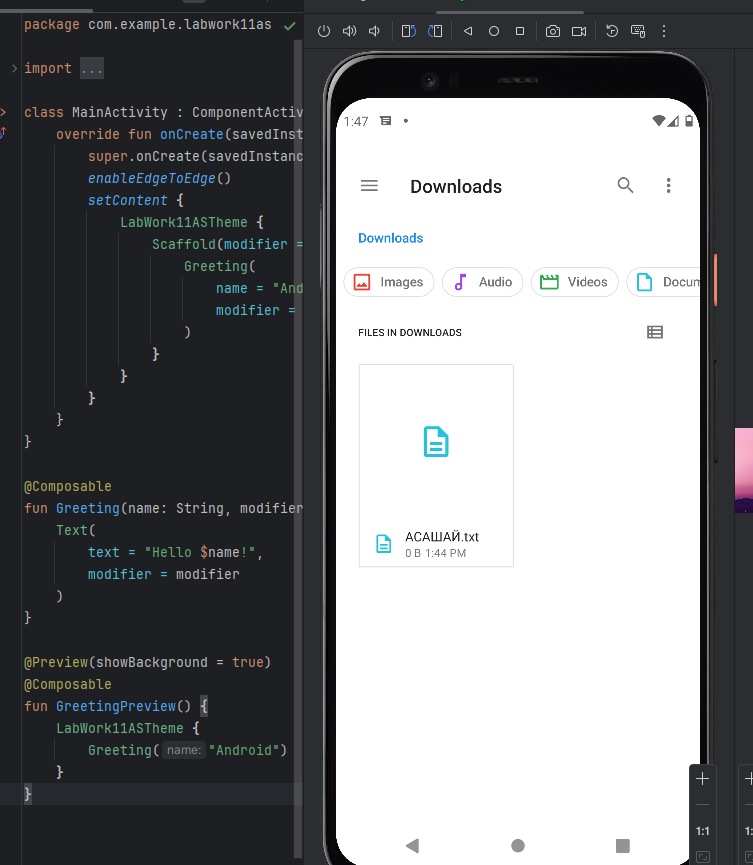 package com.example.labwork11as
import ...
class MainActivity : ComponentActiv
override fun onCreate(savedInst
super.onCreate(savedInstanc
enableEdgeToEdge()
setContent {
LabWork11ASTheme {
Scaffold(modifier =
Greeting(
name = "And
modifier =
)
}
}
}
}
}
@Composable
fun Greeting(name: String, modifier
Text(
text = "Hello $name!",
modifier = modifier
)
}
@Preview(showBackground = true)
@Composable
fun GreetingPreview() {
LabWork11ASTheme {
Greeting( name: "Android")
}
}
1:47
Downloads
Downloads
Images Audio Videos Docum
FILES IN DOWNLOADS
АСАШАЙ.txt
0 B 1:44 PM
1:1
1: